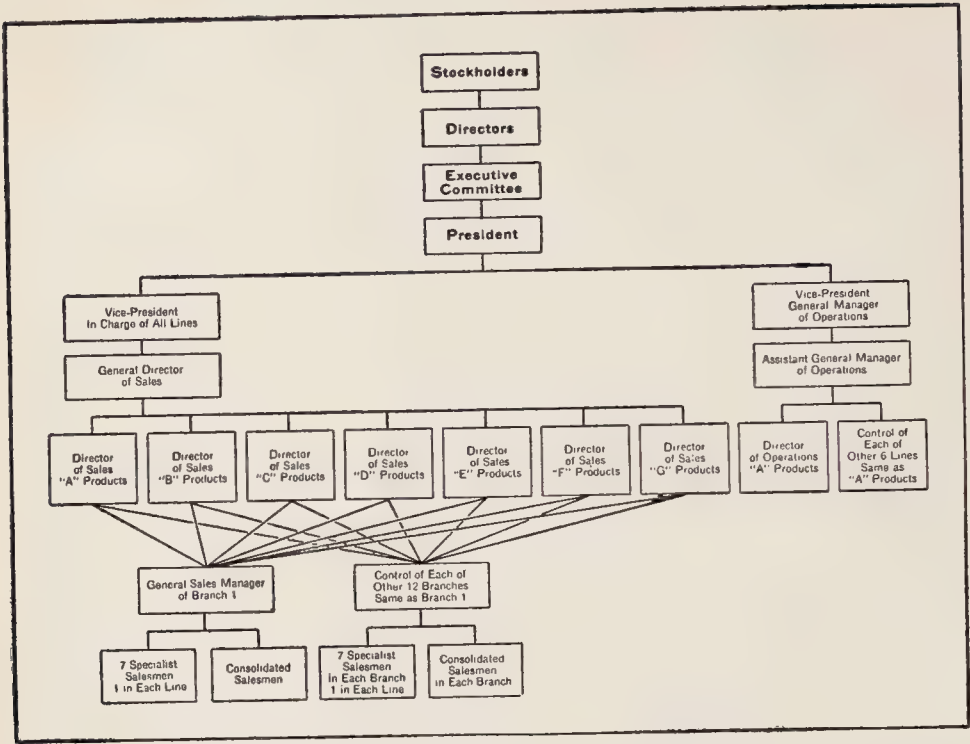 Stockholders
Directors
Executive
Committee
President
Vice-President
In Charge of All Lines
Vice-President
General Manager
of Operations
General Director
of Sales
Assistant General Manager
of Operations
Director
of Sales
"A" Products
Director
of Sales
"B" Products
Director
of Sales
"C" Products
Director
of Sales
"D" Products
Director
of Sales
"E" Products
Director
of Sales
"F" Products
Director
of Sales
"G" Products
Director
of Operations
"A" Products
Control of
Each of
Other 6 Lines
Same as
"A" Products
General Sales Manager
of Branch 1
Control of Each of
Other 12 Branches
Same as Branch 1
7 Specialist
Salesmen
1 in Each Line
Consolidated
Salesmen
7 Specialist
Salesmen
In Each Branch
1 in Each Line
Consolidated
Salesmen
in Each Branch